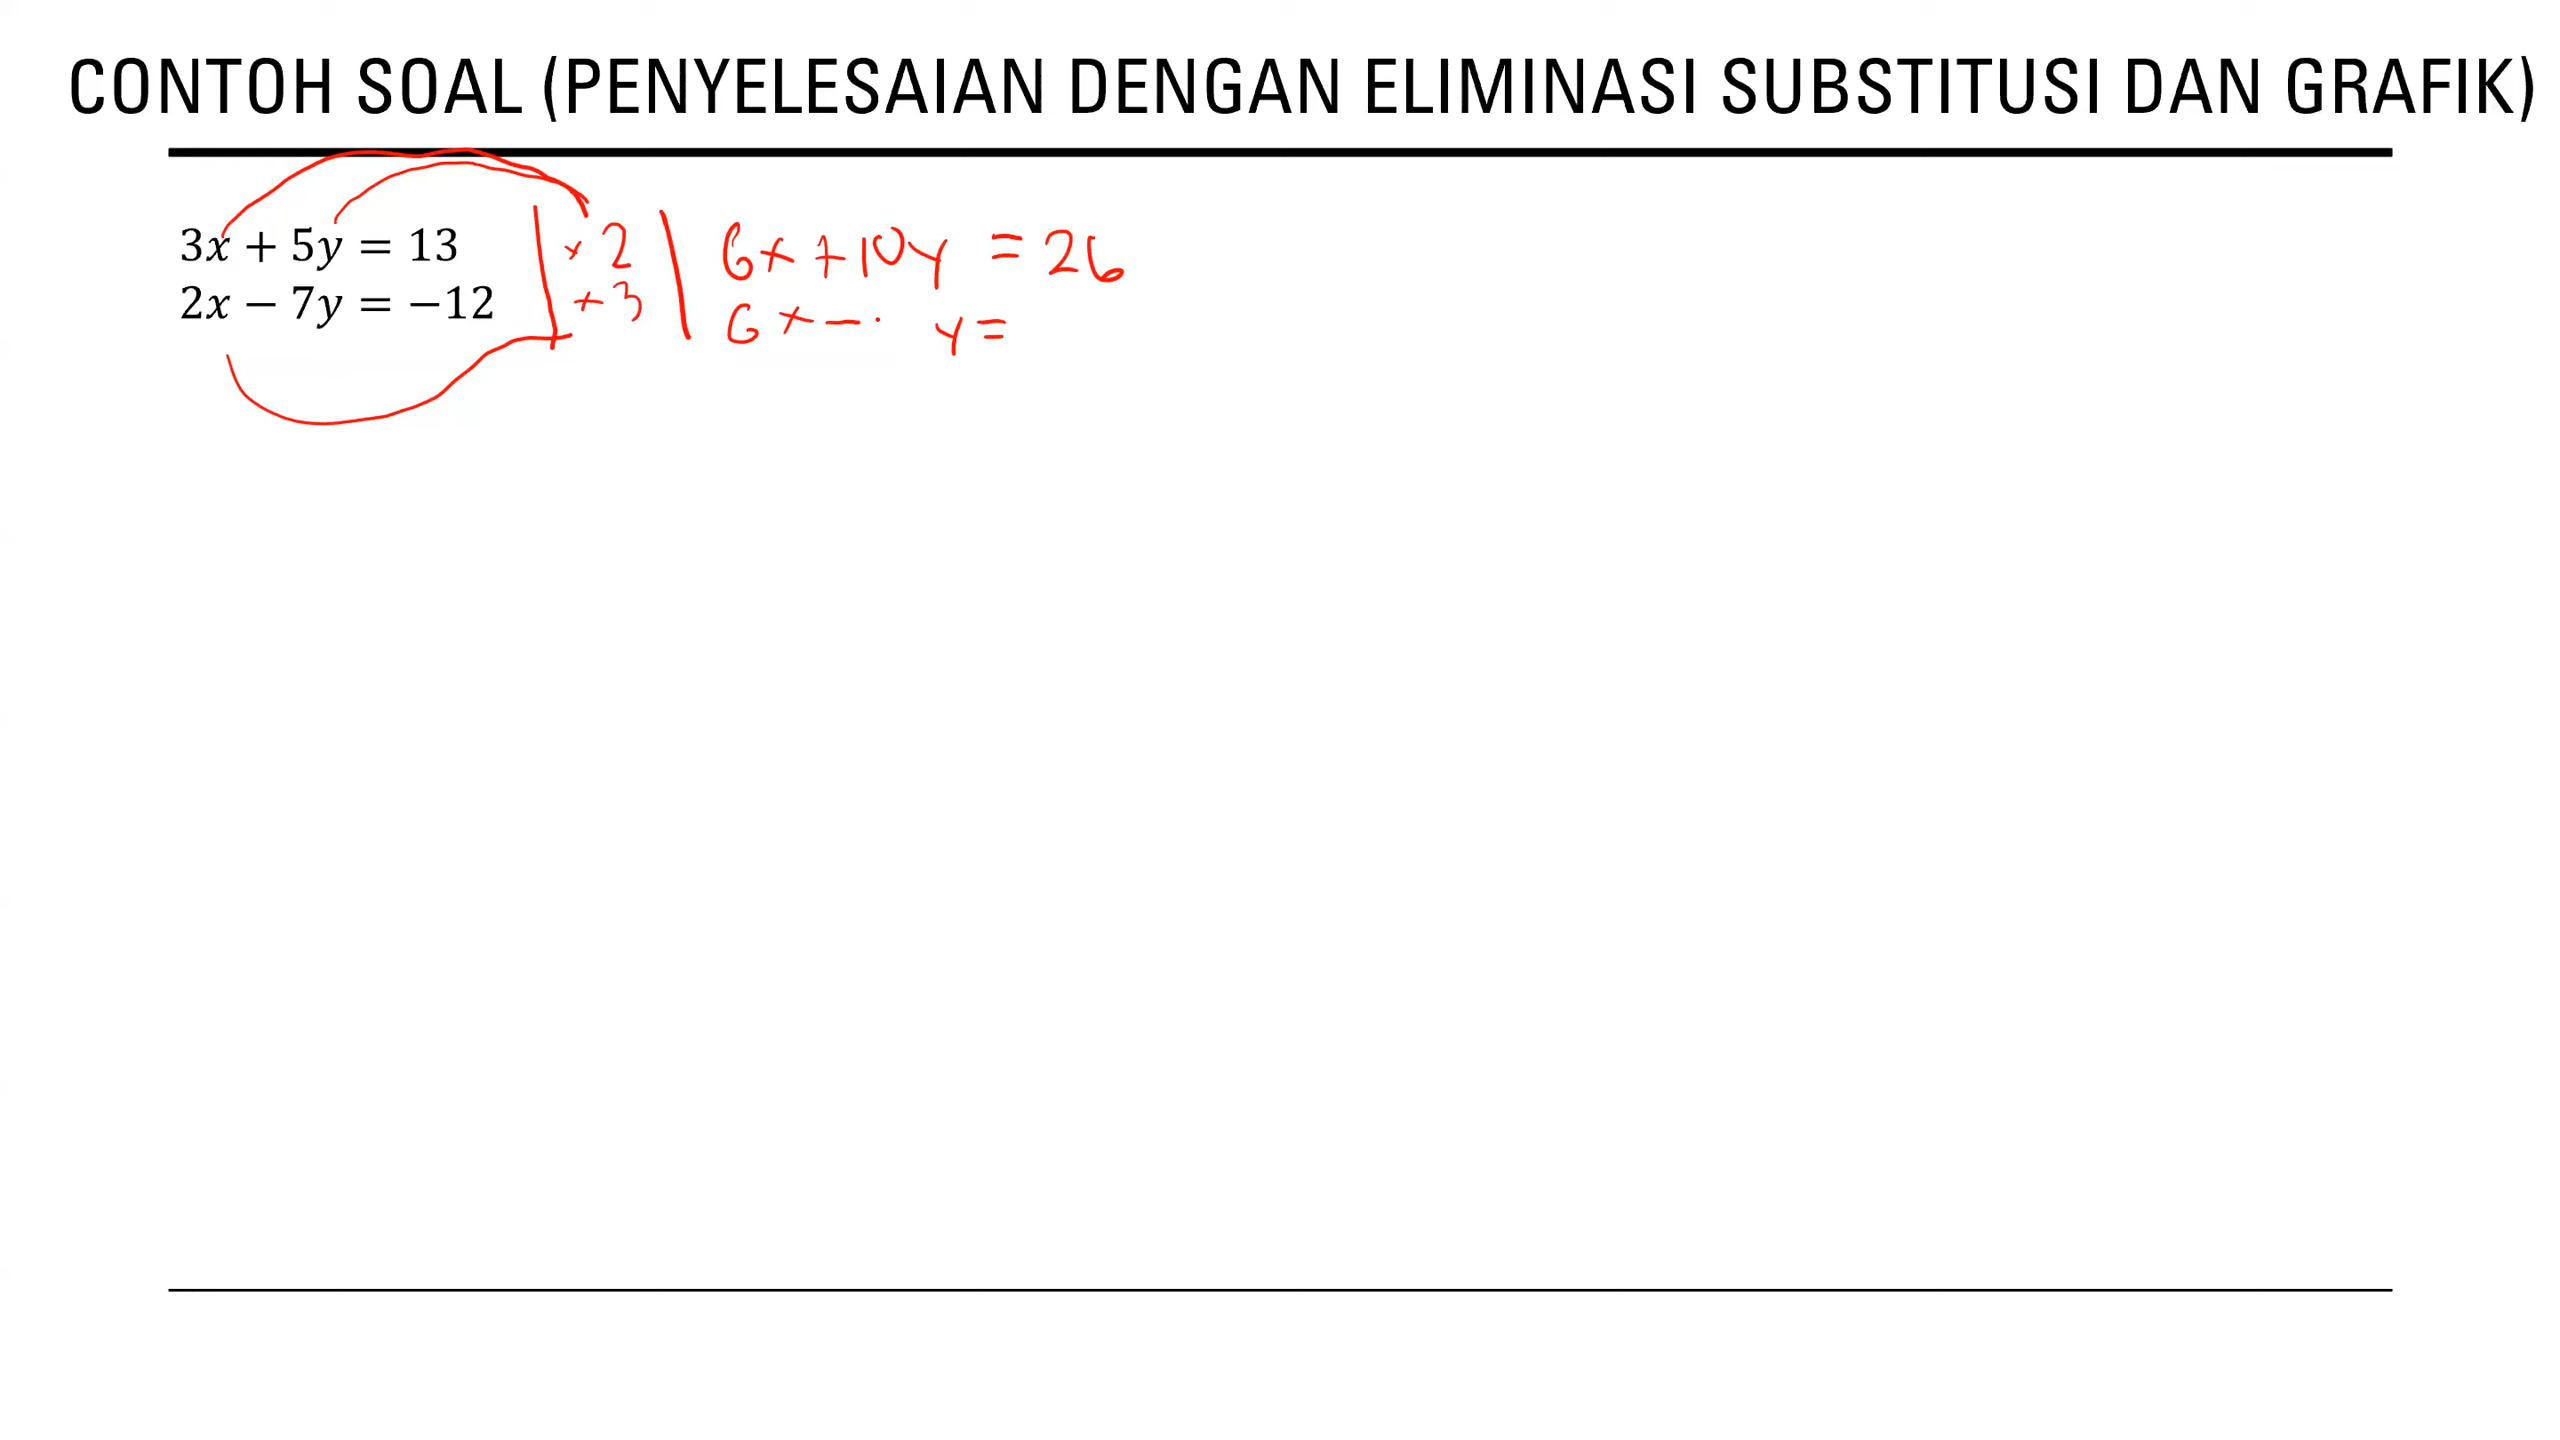 CONTOH SOAL (PENYELESAIAN DENGAN ELIMINASI SUBSTITUSI DAN GRAFIK)
3x + 5y = 13 | × 2 | 6x + 10y = 26
2x − 7y = −12 | × 3 | 6x − · y =